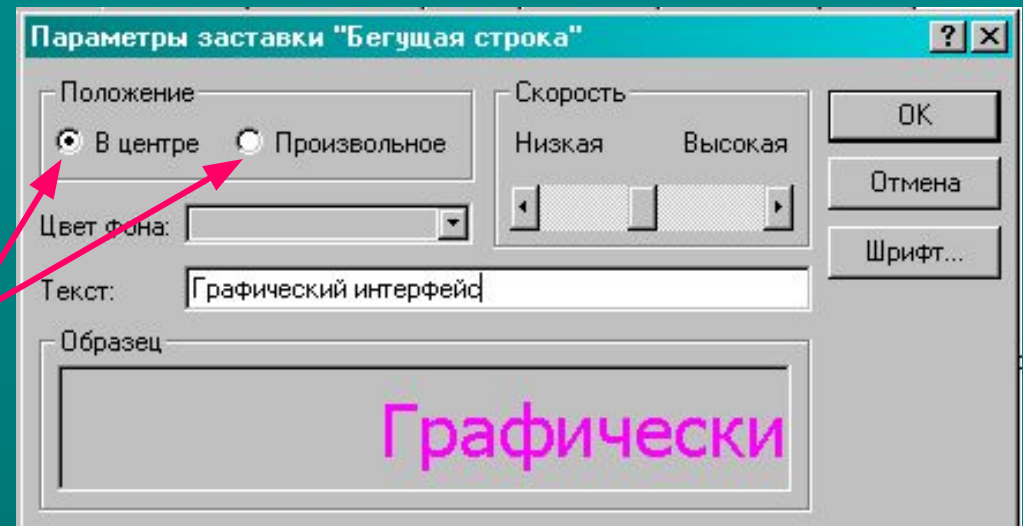 Параметры заставки "Бегущая строка"
Положение
В центре Произвольное
Скорость
Низкая Высокая
OK
Отмена
Шрифт...
Цвет фона:
Текст: Графический интерфейс
Образец
Графически